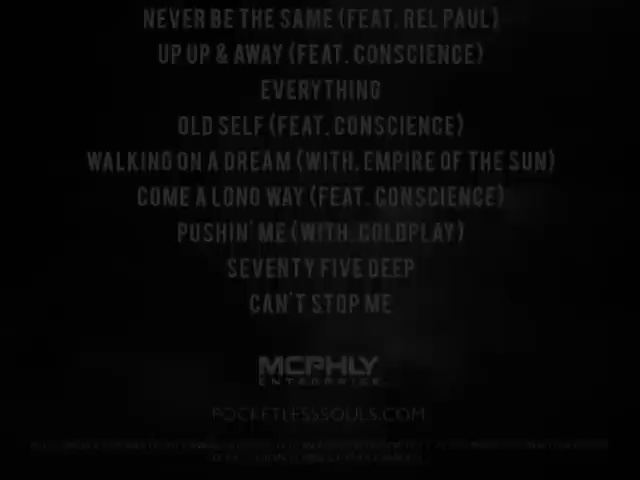 NEVER BE THE SAME (FEAT. REL PAUL)
UP UP & AWAY (FEAT. CONSCIENCE)
EVERYTHING
OLD SELF (FEAT. CONSCIENCE)
WALKING ON A DREAM (WITH. EMPIRE OF THE SUN)
COME A LONG WAY (FEAT. CONSCIENCE)
PUSHIN' ME (WITH. COLDPLAY)
SEVENTY FIVE DEEP
CAN'T STOP ME
MCPHLY
ENTERPRISE
POCKETLESSSOULS.COM